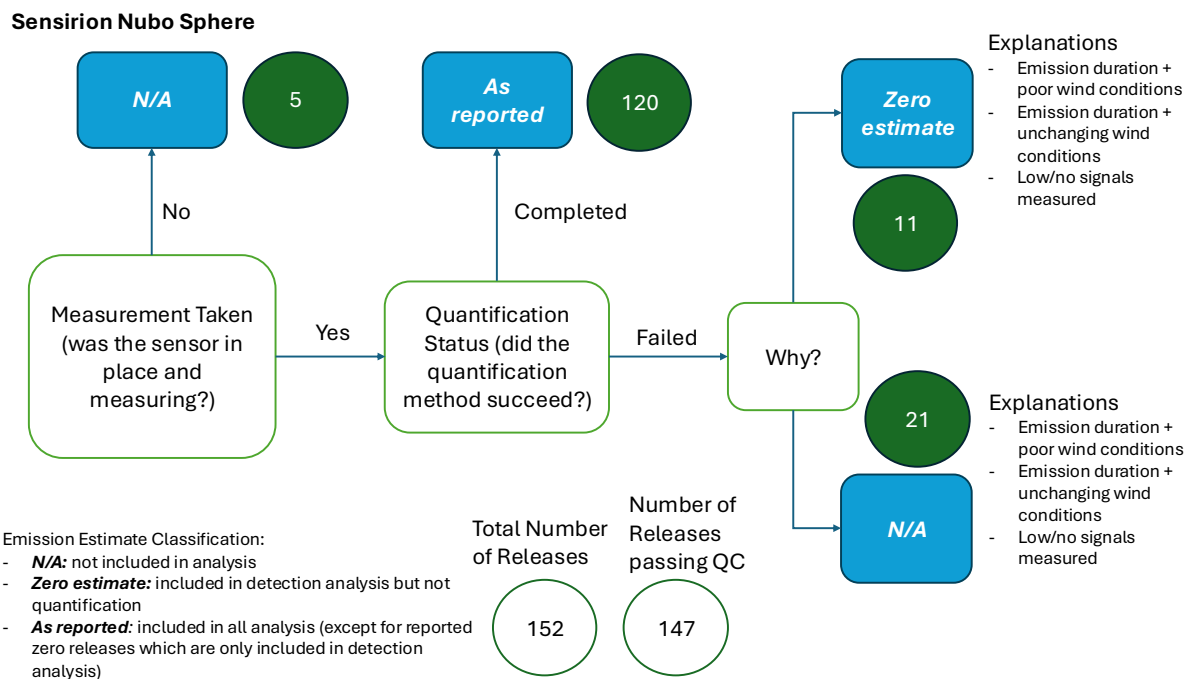 Sensirion Nubo Sphere
N/A
5
As
reported
120
Zero
estimate
11
Explanations
- Emission duration +
poor wind conditions
- Emission duration +
unchanging wind
conditions
- Low/no signals
measured
No
Completed
Measurement Taken
(was the sensor in
place and
measuring?)
Yes
Quantification
Status (did the
quantification
method succeed?)
Failed
Why?
21
N/A
Explanations
- Emission duration +
poor wind conditions
- Emission duration +
unchanging wind
conditions
- Low/no signals
measured
Emission Estimate Classification:
- N/A: not included in analysis
- Zero estimate: included in detection analysis but not
quantification
- As reported: included in all analysis (except for reported
zero releases which are only included in detection
analysis)
Total Number
of Releases
152
Number of
Releases
passing QC
147